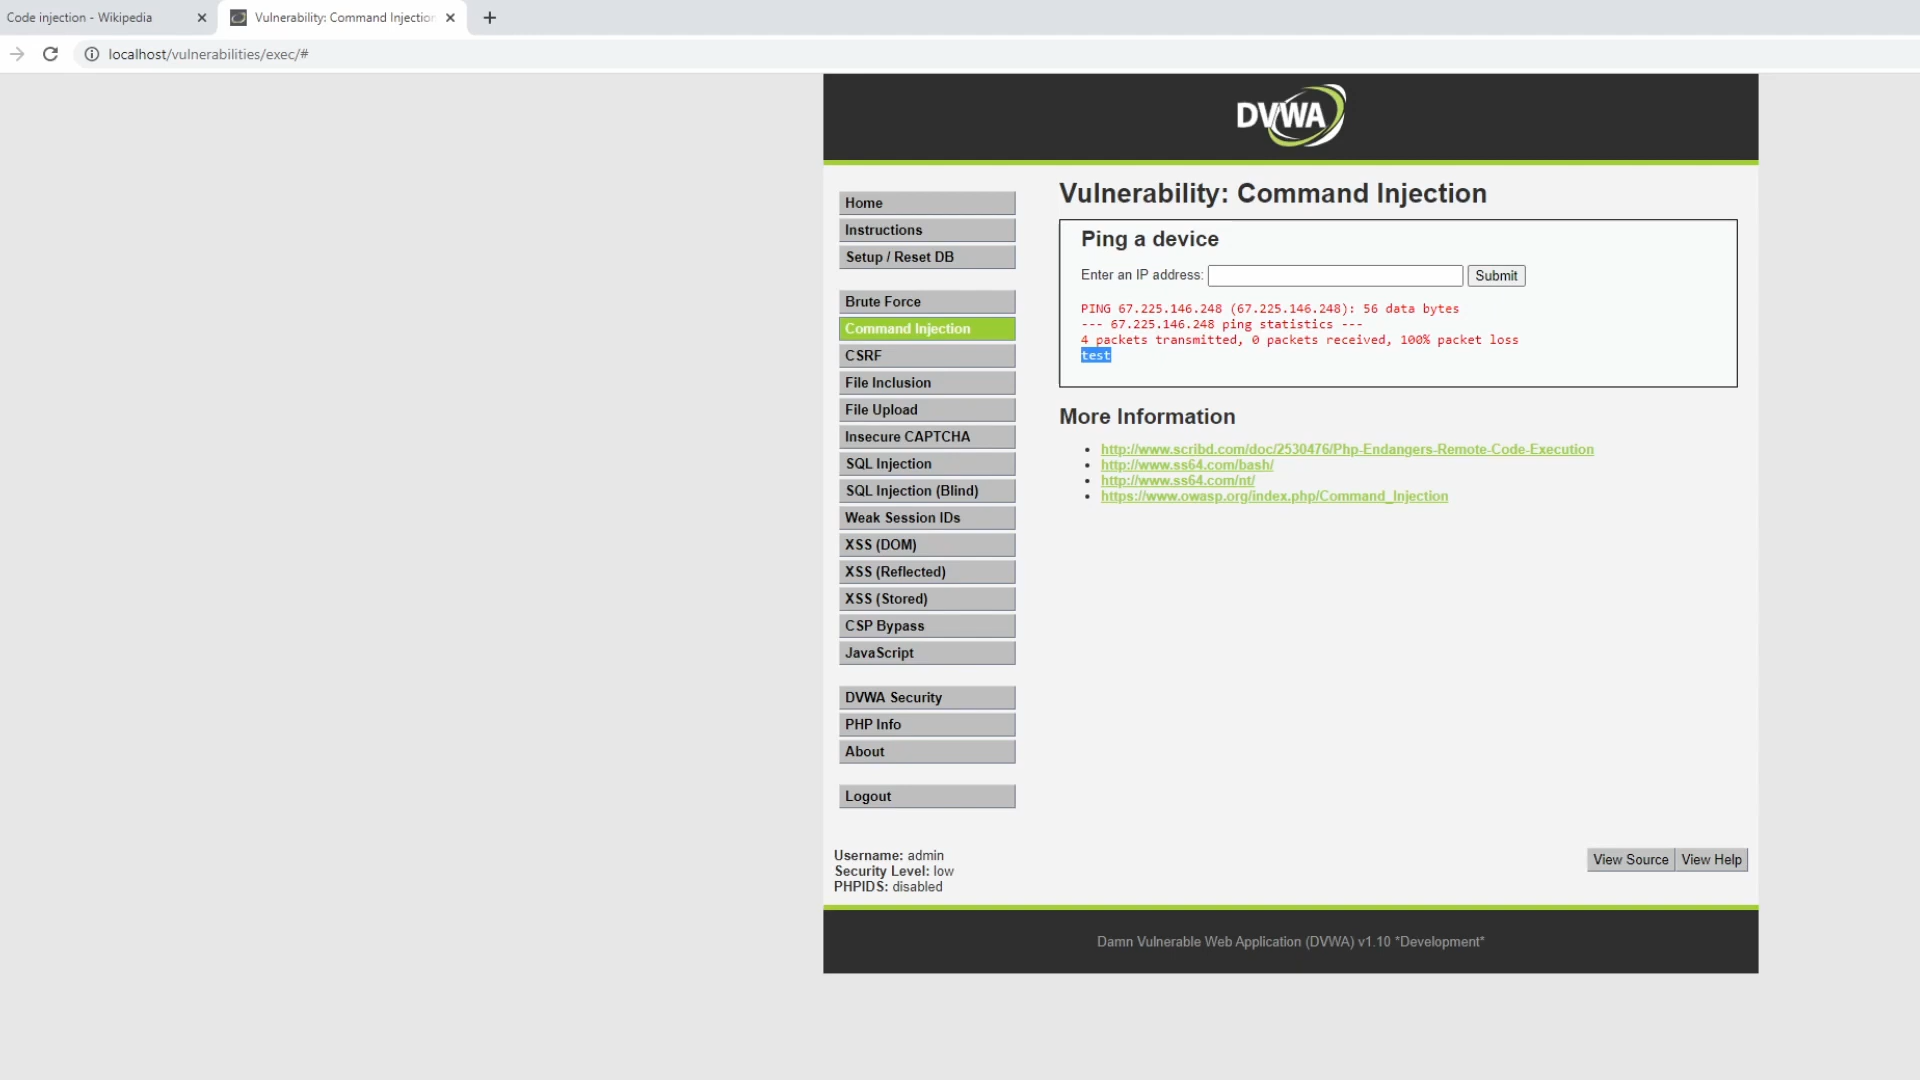 Code injection - Wikipedia
Vulnerability: Command Injection
localhost/vulnerabilities/exec/#
DVWA
Home
Instructions
Setup / Reset DB
Brute Force
Command Injection
CSRF
File Inclusion
File Upload
Insecure CAPTCHA
SQL Injection
SQL Injection (Blind)
Weak Session IDs
XSS (DOM)
XSS (Reflected)
XSS (Stored)
CSP Bypass
JavaScript
DVWA Security
PHP Info
About
Logout
Vulnerability: Command Injection
Ping a device
Enter an IP address: Submit
PING 67.225.146.248 (67.225.146.248): 56 data bytes
--- 67.225.146.248 ping statistics ---
4 packets transmitted, 0 packets received, 100% packet loss
test
More Information
http://www.scribd.com/doc/2530476/Php-Endangers-Remote-Code-Execution
http://www.ss64.com/bash/
http://www.ss64.com/nt/
https://www.owasp.org/index.php/Command_Injection
Username: admin
Security Level: low
PHPIDS: disabled
View Source View Help
Damn Vulnerable Web Application (DVWA) v1.10 *Development*